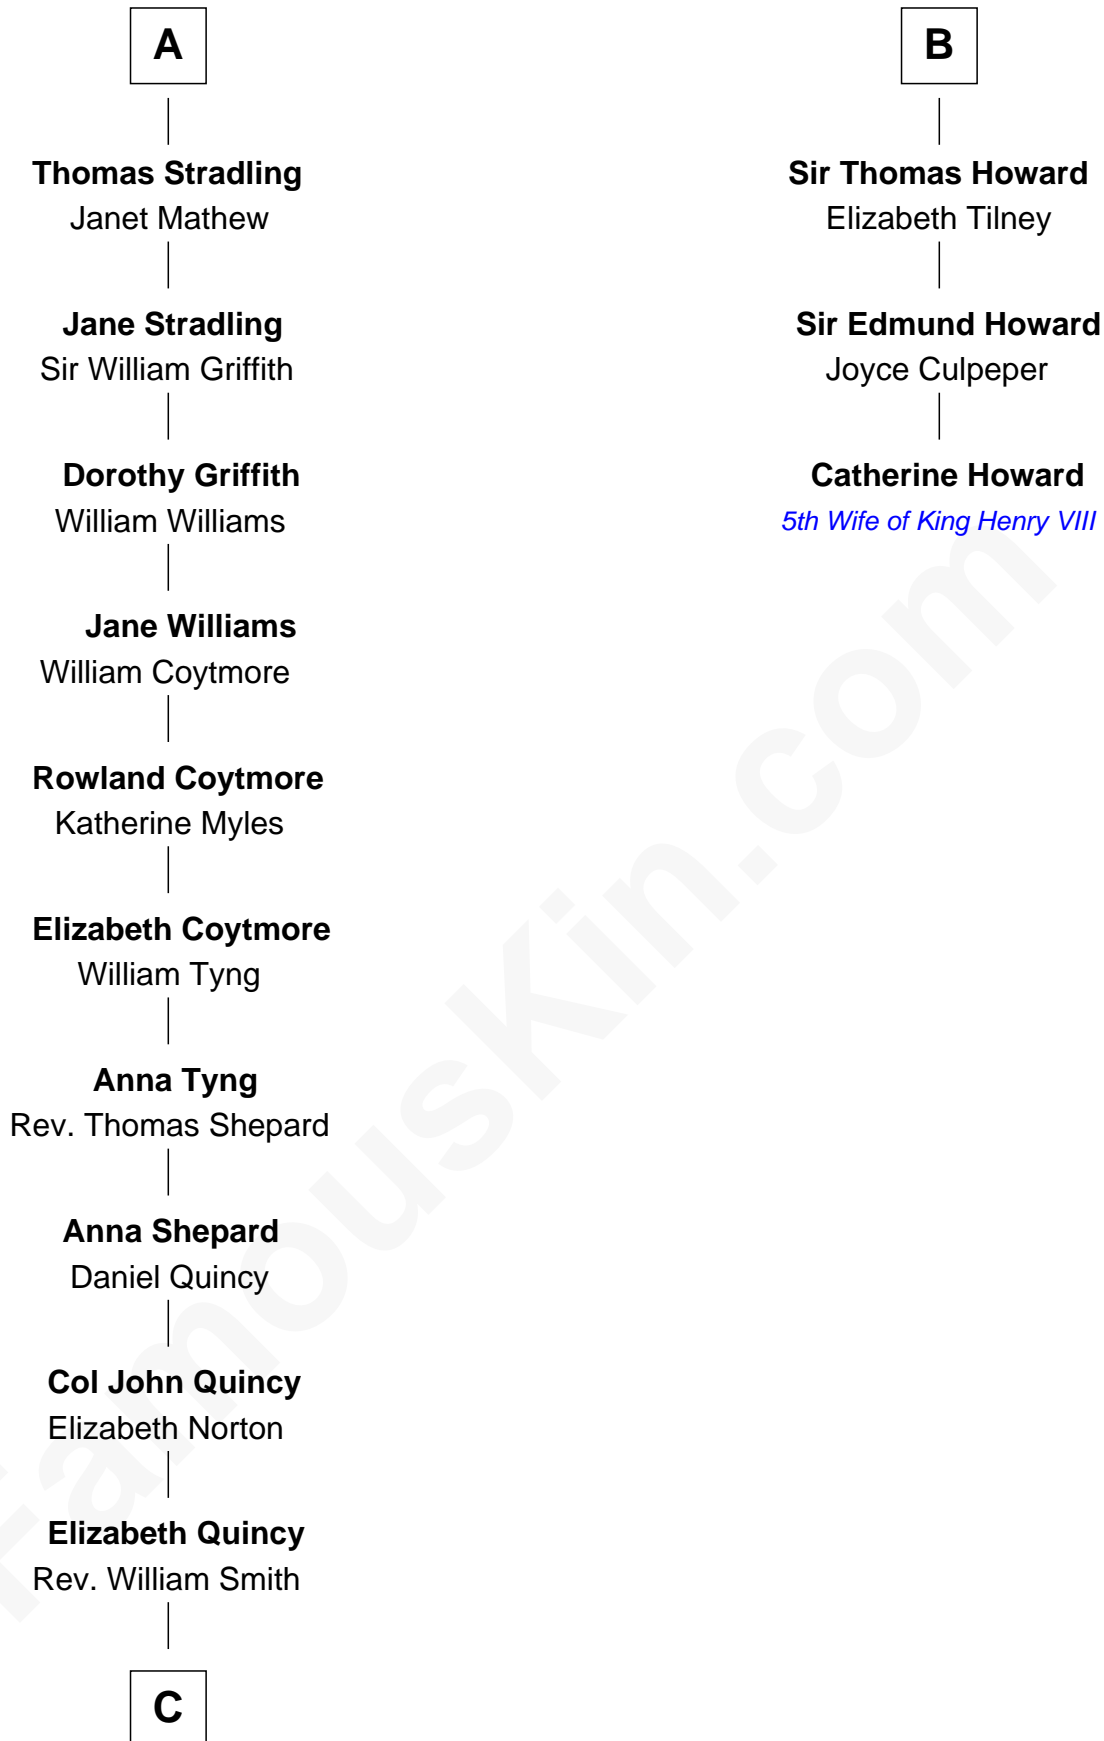 A
Thomas Stradling
Janet Mathew
Jane Stradling
Sir William Griffith
Dorothy Griffith
William Williams
Jane Williams
William Coytmore
Rowland Coytmore
Katherine Myles
Elizabeth Coytmore
William Tyng
Anna Tyng
Rev. Thomas Shepard
Anna Shepard
Daniel Quincy
Col John Quincy
Elizabeth Norton
Elizabeth Quincy
Rev. William Smith
C
B
Sir Thomas Howard
Elizabeth Tilney
Sir Edmund Howard
Joyce Culpeper
Catherine Howard
5th Wife of King Henry VIII
FamousKin.com